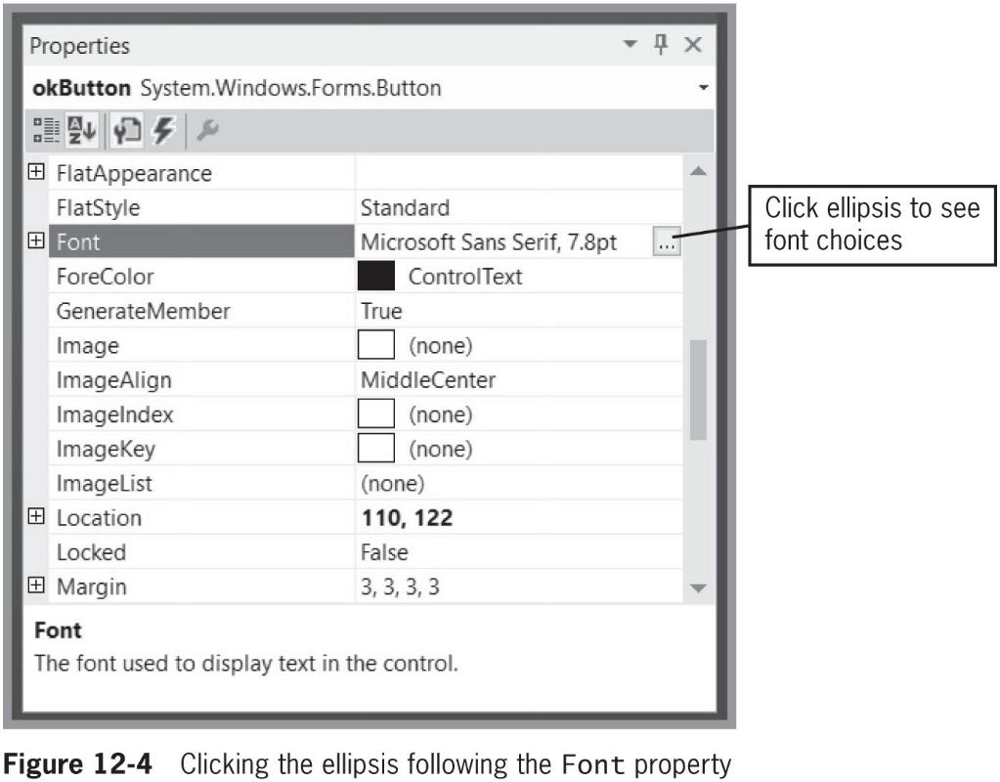 Properties
okButton System.Windows.Forms.Button
FlatAppearance
FlatStyle Standard
Font Microsoft Sans Serif, 7.8pt ...
ForeColor ControlText
GenerateMember True
Image (none)
ImageAlign MiddleCenter
ImageIndex (none)
ImageKey (none)
ImageList (none)
Location 110, 122
Locked False
Margin 3, 3, 3, 3
Font
The font used to display text in the control.
Click ellipsis to see
font choices
Figure 12-4 Clicking the ellipsis following the Font property